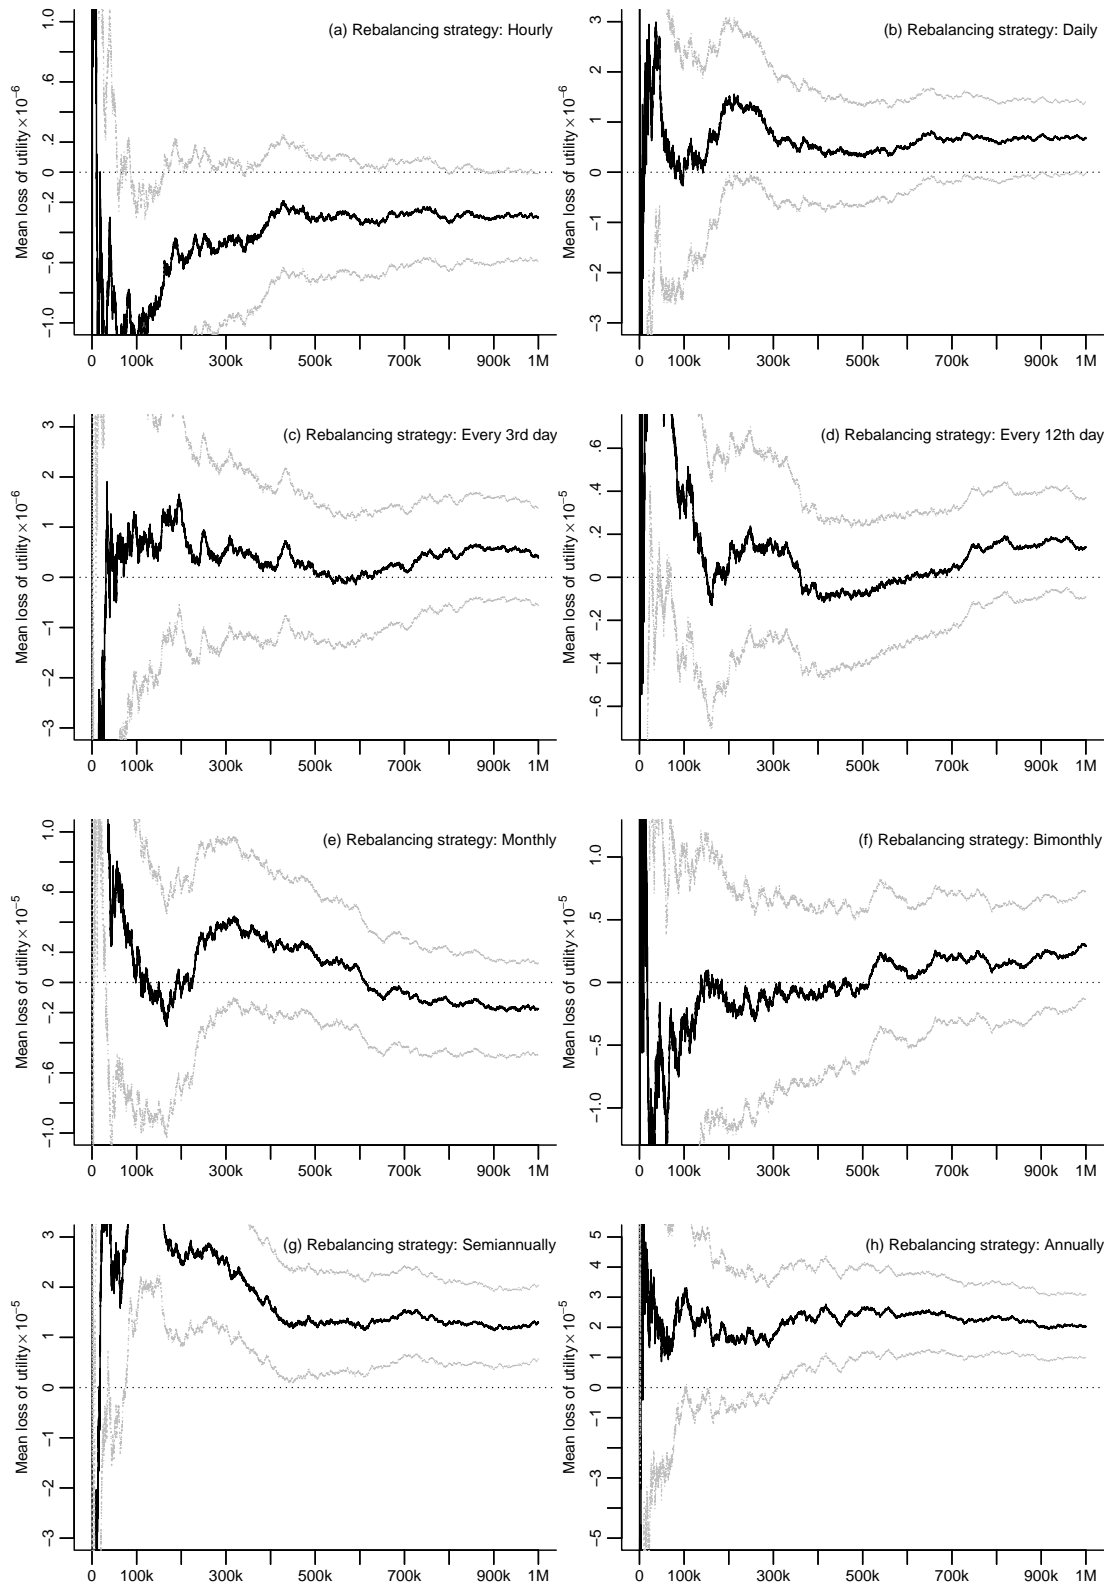 (a) Rebalancing strategy: Hourly
Mean loss of utility×10⁻⁶
1.0
.6
.2
0
−.2
−.6
−1.0
0 100k 300k 500k 700k 900k 1M
(b) Rebalancing strategy: Daily
Mean loss of utility×10⁻⁶
3
2
1
0
−1
−2
−3
0 100k 300k 500k 700k 900k 1M
(c) Rebalancing strategy: Every 3rd day
Mean loss of utility×10⁻⁶
3
2
1
0
−1
−2
−3
0 100k 300k 500k 700k 900k 1M
(d) Rebalancing strategy: Every 12th day
Mean loss of utility×10⁻⁵
.6
.4
.2
0
−.2
−.4
−.6
0 100k 300k 500k 700k 900k 1M
(e) Rebalancing strategy: Monthly
Mean loss of utility×10⁻⁵
1.0
.6
.2
0
−.2
−.6
−1.0
0 100k 300k 500k 700k 900k 1M
(f) Rebalancing strategy: Bimonthly
Mean loss of utility×10⁻⁵
1.0
.5
0
−.5
−1.0
0 100k 300k 500k 700k 900k 1M
(g) Rebalancing strategy: Semiannually
Mean loss of utility×10⁻⁵
3
2
1
0
−1
−2
−3
0 100k 300k 500k 700k 900k 1M
(h) Rebalancing strategy: Annually
Mean loss of utility×10⁻⁵
5
4
3
2
1
0
−1
−3
−5
0 100k 300k 500k 700k 900k 1M